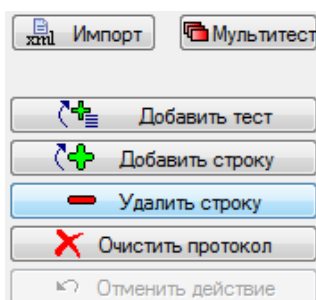 xml Импорт Мультитест
Добавить тест
Добавить строку
Удалить строку
Очистить протокол
Отменить действие